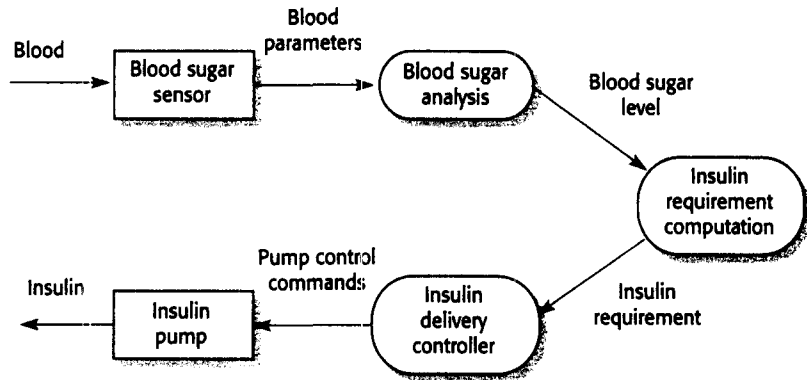 Blood
Blood sugar
sensor
Blood
parameters
Blood sugar
analysis
Blood sugar
level
Insulin
requirement
computation
Insulin
requirement
Insulin
delivery
controller
Pump control
commands
Insulin
pump
Insulin